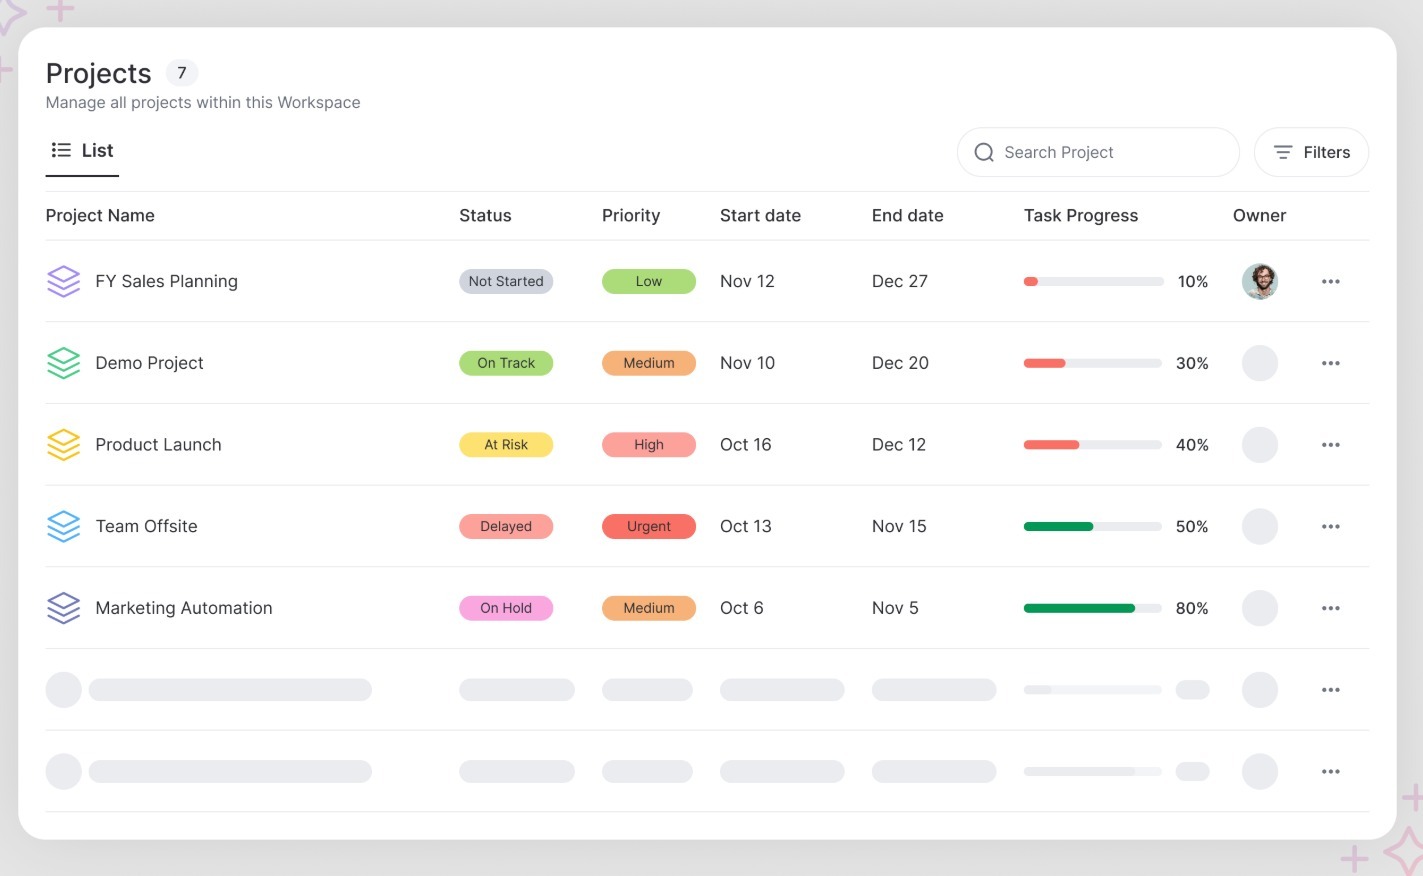 Projects 7
Manage all projects within this Workspace
List
Search Project
Filters
Project Name Status Priority Start date End date Task Progress Owner
FY Sales Planning Not Started Low Nov 12 Dec 27 10%
Demo Project On Track Medium Nov 10 Dec 20 30%
Product Launch At Risk High Oct 16 Dec 12 40%
Team Offsite Delayed Urgent Oct 13 Nov 15 50%
Marketing Automation On Hold Medium Oct 6 Nov 5 80%